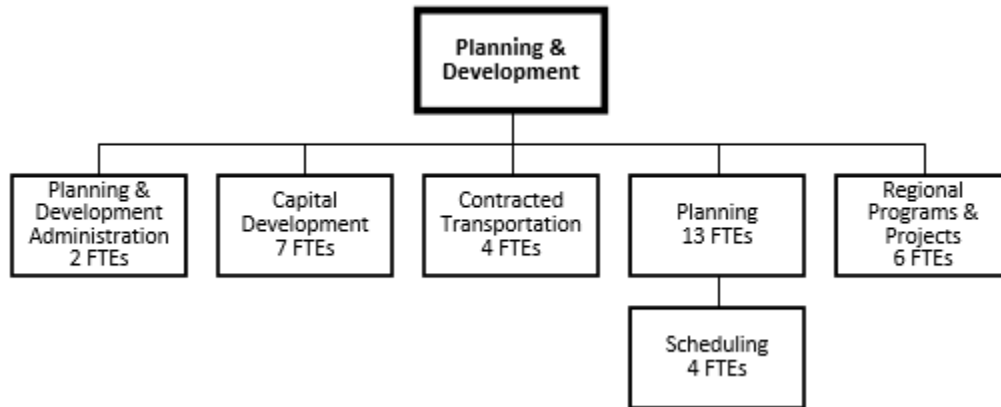 Planning &
Development
Planning &
Development
Administration
2 FTEs
Capital
Development
7 FTEs
Contracted
Transportation
4 FTEs
Planning
13 FTEs
Regional
Programs &
Projects
6 FTEs
Scheduling
4 FTEs